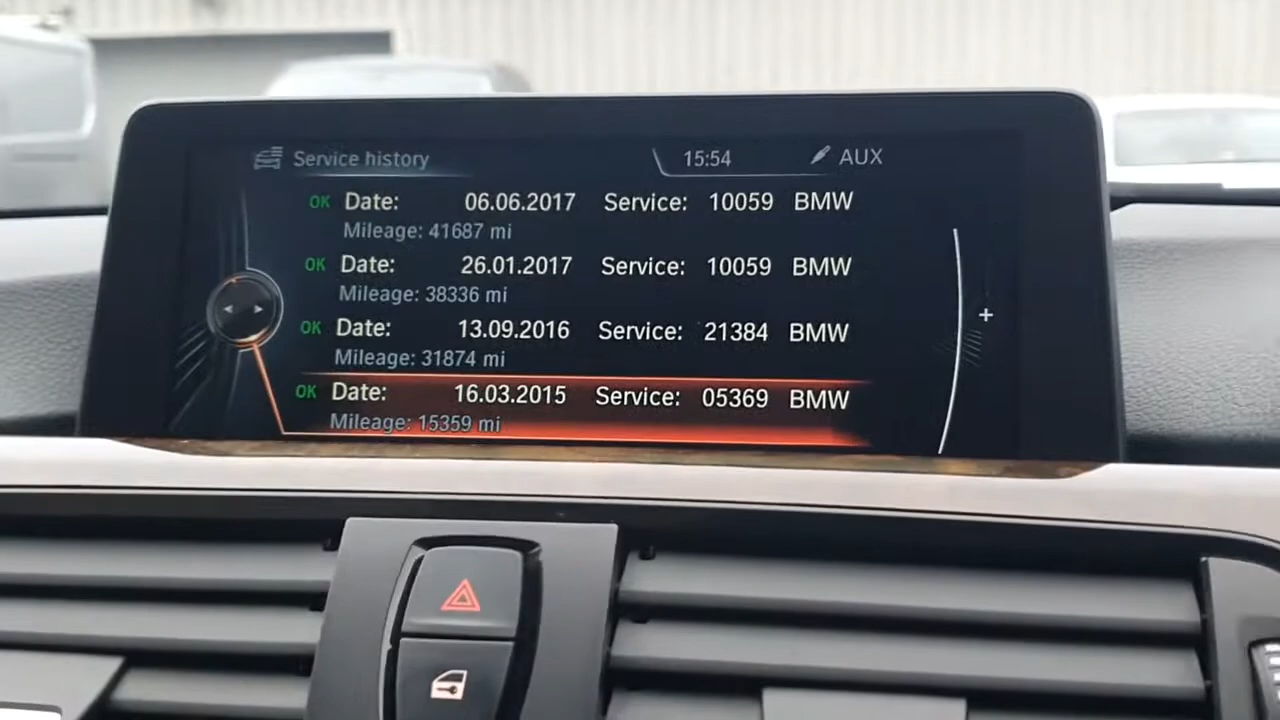 Service history 15:54 AUX
OK Date: 06.06.2017 Service: 10059 BMW
Mileage: 41687 mi
OK Date: 26.01.2017 Service: 10059 BMW
Mileage: 38336 mi
OK Date: 13.09.2016 Service: 21384 BMW
Mileage: 31874 mi
OK Date: 16.03.2015 Service: 05369 BMW
Mileage: 15359 mi